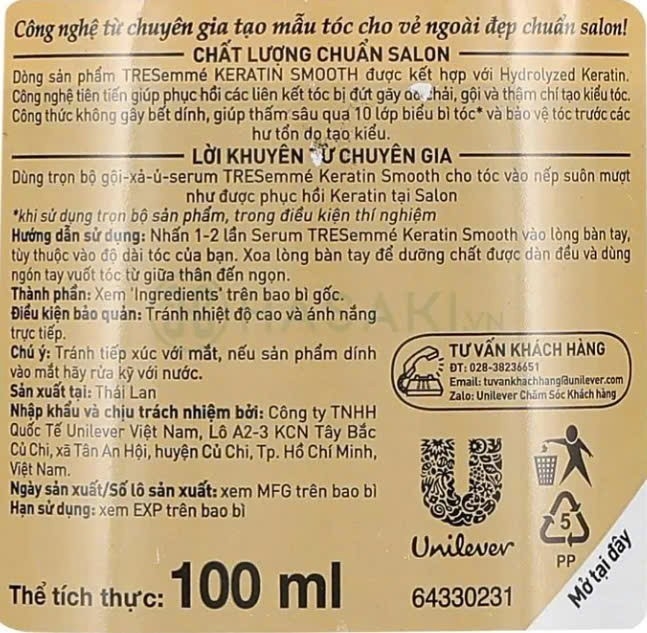 Công nghệ từ chuyên gia tạo mẫu tóc cho vẻ ngoài đẹp chuẩn salon!
CHẤT LƯỢNG CHUẨN SALON
Dòng sản phẩm TRESemmé KERATIN SMOOTH được kết hợp với Hydrolyzed Keratin.
Công nghệ tiên tiến giúp phục hồi các liên kết tóc bị đứt gãy do chải, gội và thậm chí tạo kiểu tóc.
Công thức không gây bết dính, giúp thấm sâu qua 10 lớp biểu bì tóc* và bảo vệ tóc trước các
hư tổn do tạo kiểu.
LỜI KHUYÊN TỪ CHUYÊN GIA
Dùng trọn bộ gội-xả-ủ-serum TRESemmé Keratin Smooth cho tóc vào nếp suôn mượt
như được phục hồi Keratin tại Salon
*khi sử dụng trọn bộ sản phẩm, trong điều kiện thí nghiệm
Hướng dẫn sử dụng: Nhấn 1-2 lần Serum TRESemmé Keratin Smooth vào lòng bàn tay,
tùy thuộc vào độ dài tóc của bạn. Xoa lòng bàn tay để dưỡng chất được dàn đều và dùng
ngón tay vuốt tóc từ giữa thân đến ngọn.
Thành phần: Xem 'Ingredients' trên bao bì gốc.
Điều kiện bảo quản: Tránh nhiệt độ cao và ánh nắng
trực tiếp.
HASAKI.VN
Chú ý: Tránh tiếp xúc với mắt, nếu sản phẩm dính
vào mắt hãy rửa kỹ với nước.
Sản xuất tại: Thái Lan
Nhập khẩu và chịu trách nhiệm bởi: Công ty TNHH
Quốc Tế Unilever Việt Nam, Lô A2-3 KCN Tây Bắc
Củ Chi, xã Tân An Hội, huyện Củ Chi, Tp. Hồ Chí Minh,
Việt Nam.
Ngày sản xuất/Số lô sản xuất: xem MFG trên bao bì
Hạn sử dụng: xem EXP trên bao bì
Thể tích thực: 100 ml
TƯ VẤN KHÁCH HÀNG
ĐT: 028-38236651
Email: tuvankhachhang@unilever.com
Zalo: Unilever Chăm Sóc Khách hàng
Unilever
5
PP
64330231
Mở tại đây